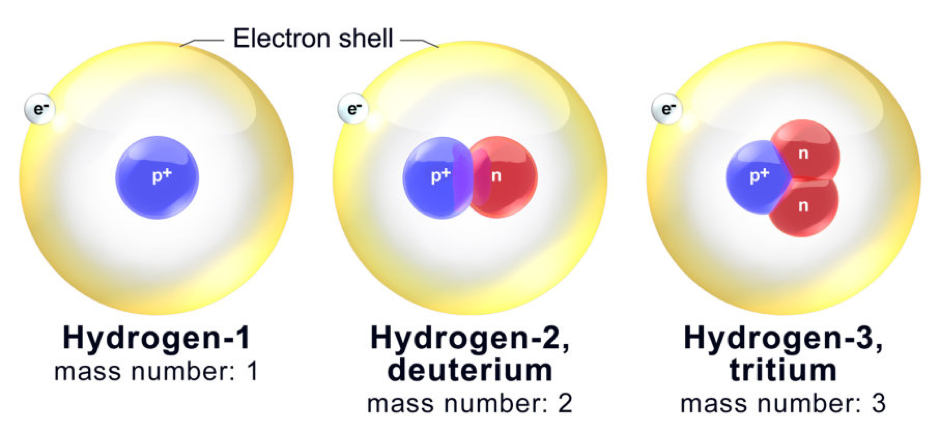 Electron shell
e-
p+
e-
p+ n
e-
p+
n
n
Hydrogen-1
mass number: 1
Hydrogen-2,
deuterium
mass number: 2
Hydrogen-3,
tritium
mass number: 3